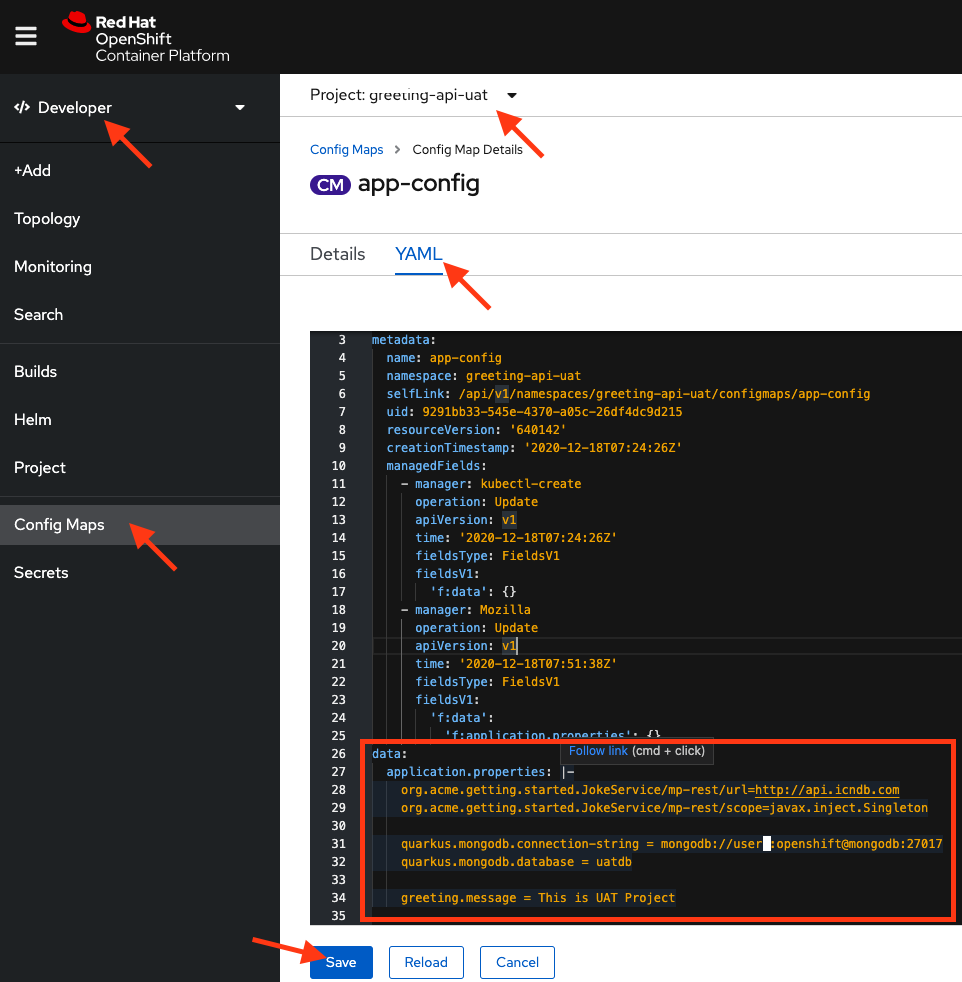 Red Hat
OpenShift
Container Platform
</> Developer
+Add
Topology
Monitoring
Search
Builds
Helm
Project
Config Maps
Secrets
Project: greeting-api-uat
Config Maps > Config Map Details
CM app-config
Details YAML
3 metadata:
4 name: app-config
5 namespace: greeting-api-uat
6 selfLink: /api/v1/namespaces/greeting-api-uat/configmaps/app-config
7 uid: 9291bb33-545e-4370-a05c-26df4dc9d215
8 resourceVersion: '640142'
9 creationTimestamp: '2020-12-18T07:24:26Z'
10 managedFields:
11 - manager: kubectl-create
12 operation: Update
13 apiVersion: v1
14 time: '2020-12-18T07:24:26Z'
15 fieldsType: FieldsV1
16 fieldsV1:
17 'f:data': {}
18 - manager: Mozilla
19 operation: Update
20 apiVersion: v1
21 time: '2020-12-18T07:51:38Z'
22 fieldsType: FieldsV1
23 fieldsV1:
24 'f:data':
25 'f:application.properties': {}
26 data:
Follow link (cmd + click)
27 application.properties: |-
28 org.acme.getting.started.JokeService/mp-rest/url=http://api.icndb.com
29 org.acme.getting.started.JokeService/mp-rest/scope=javax.inject.Singleton
30
31 quarkus.mongodb.connection-string = mongodb://user :openshift@mongodb:27017
32 quarkus.mongodb.database = uatdb
33
34 greeting.message = This is UAT Project
35
Save Reload Cancel